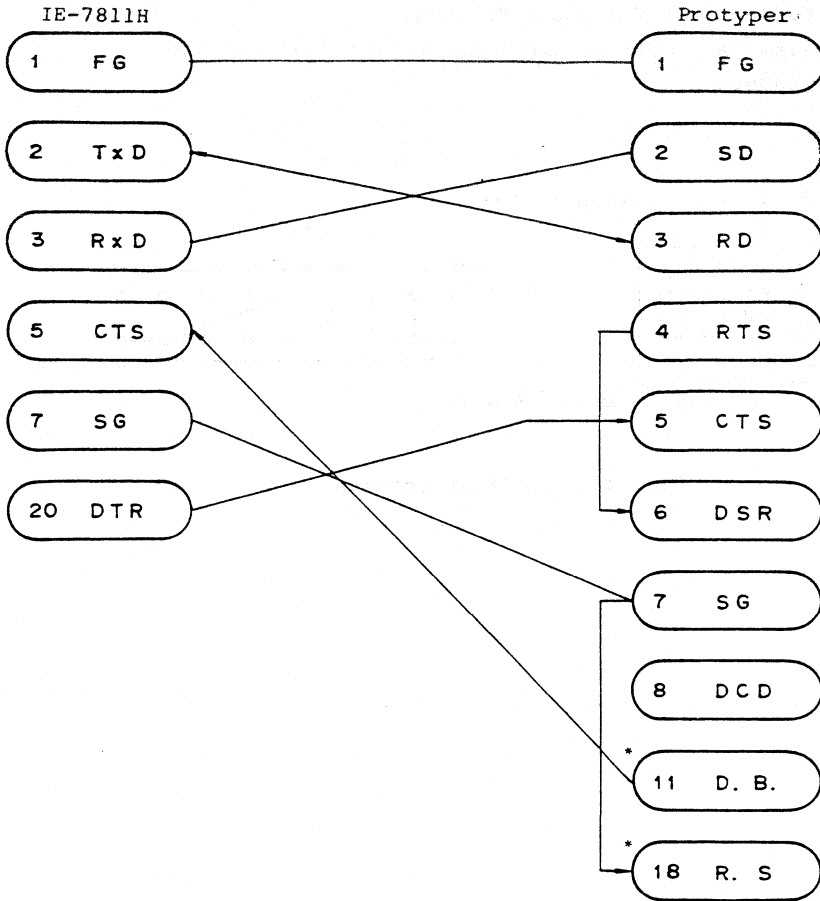 IE-7811H
Protyper
1 FG
1 FG
2 TxD
2 SD
3 RxD
3 RD
5 CTS
4 RTS
7 SG
5 CTS
20 DTR
6 DSR
7 SG
8 DCD
*
11 D. B.
*
18 R. S